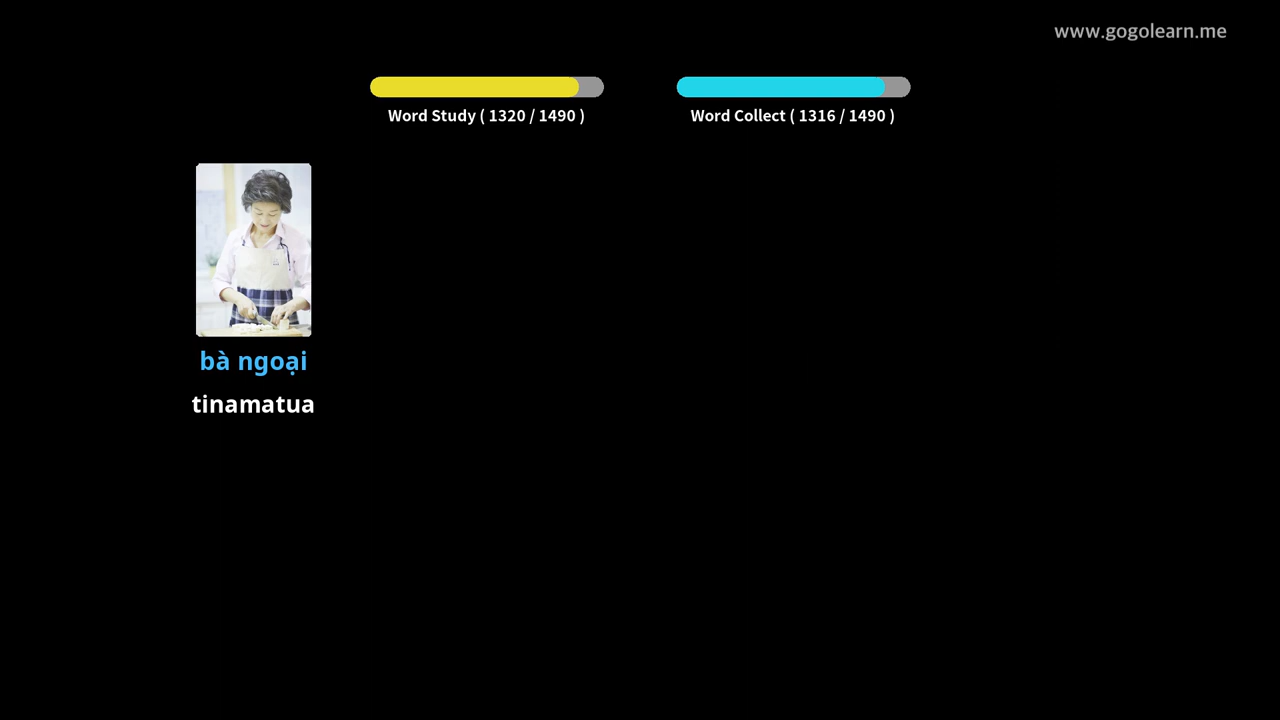 www.gogolearn.me
Word Study ( 1320 / 1490 )
Word Collect ( 1316 / 1490 )
bà ngoại
tinamatua